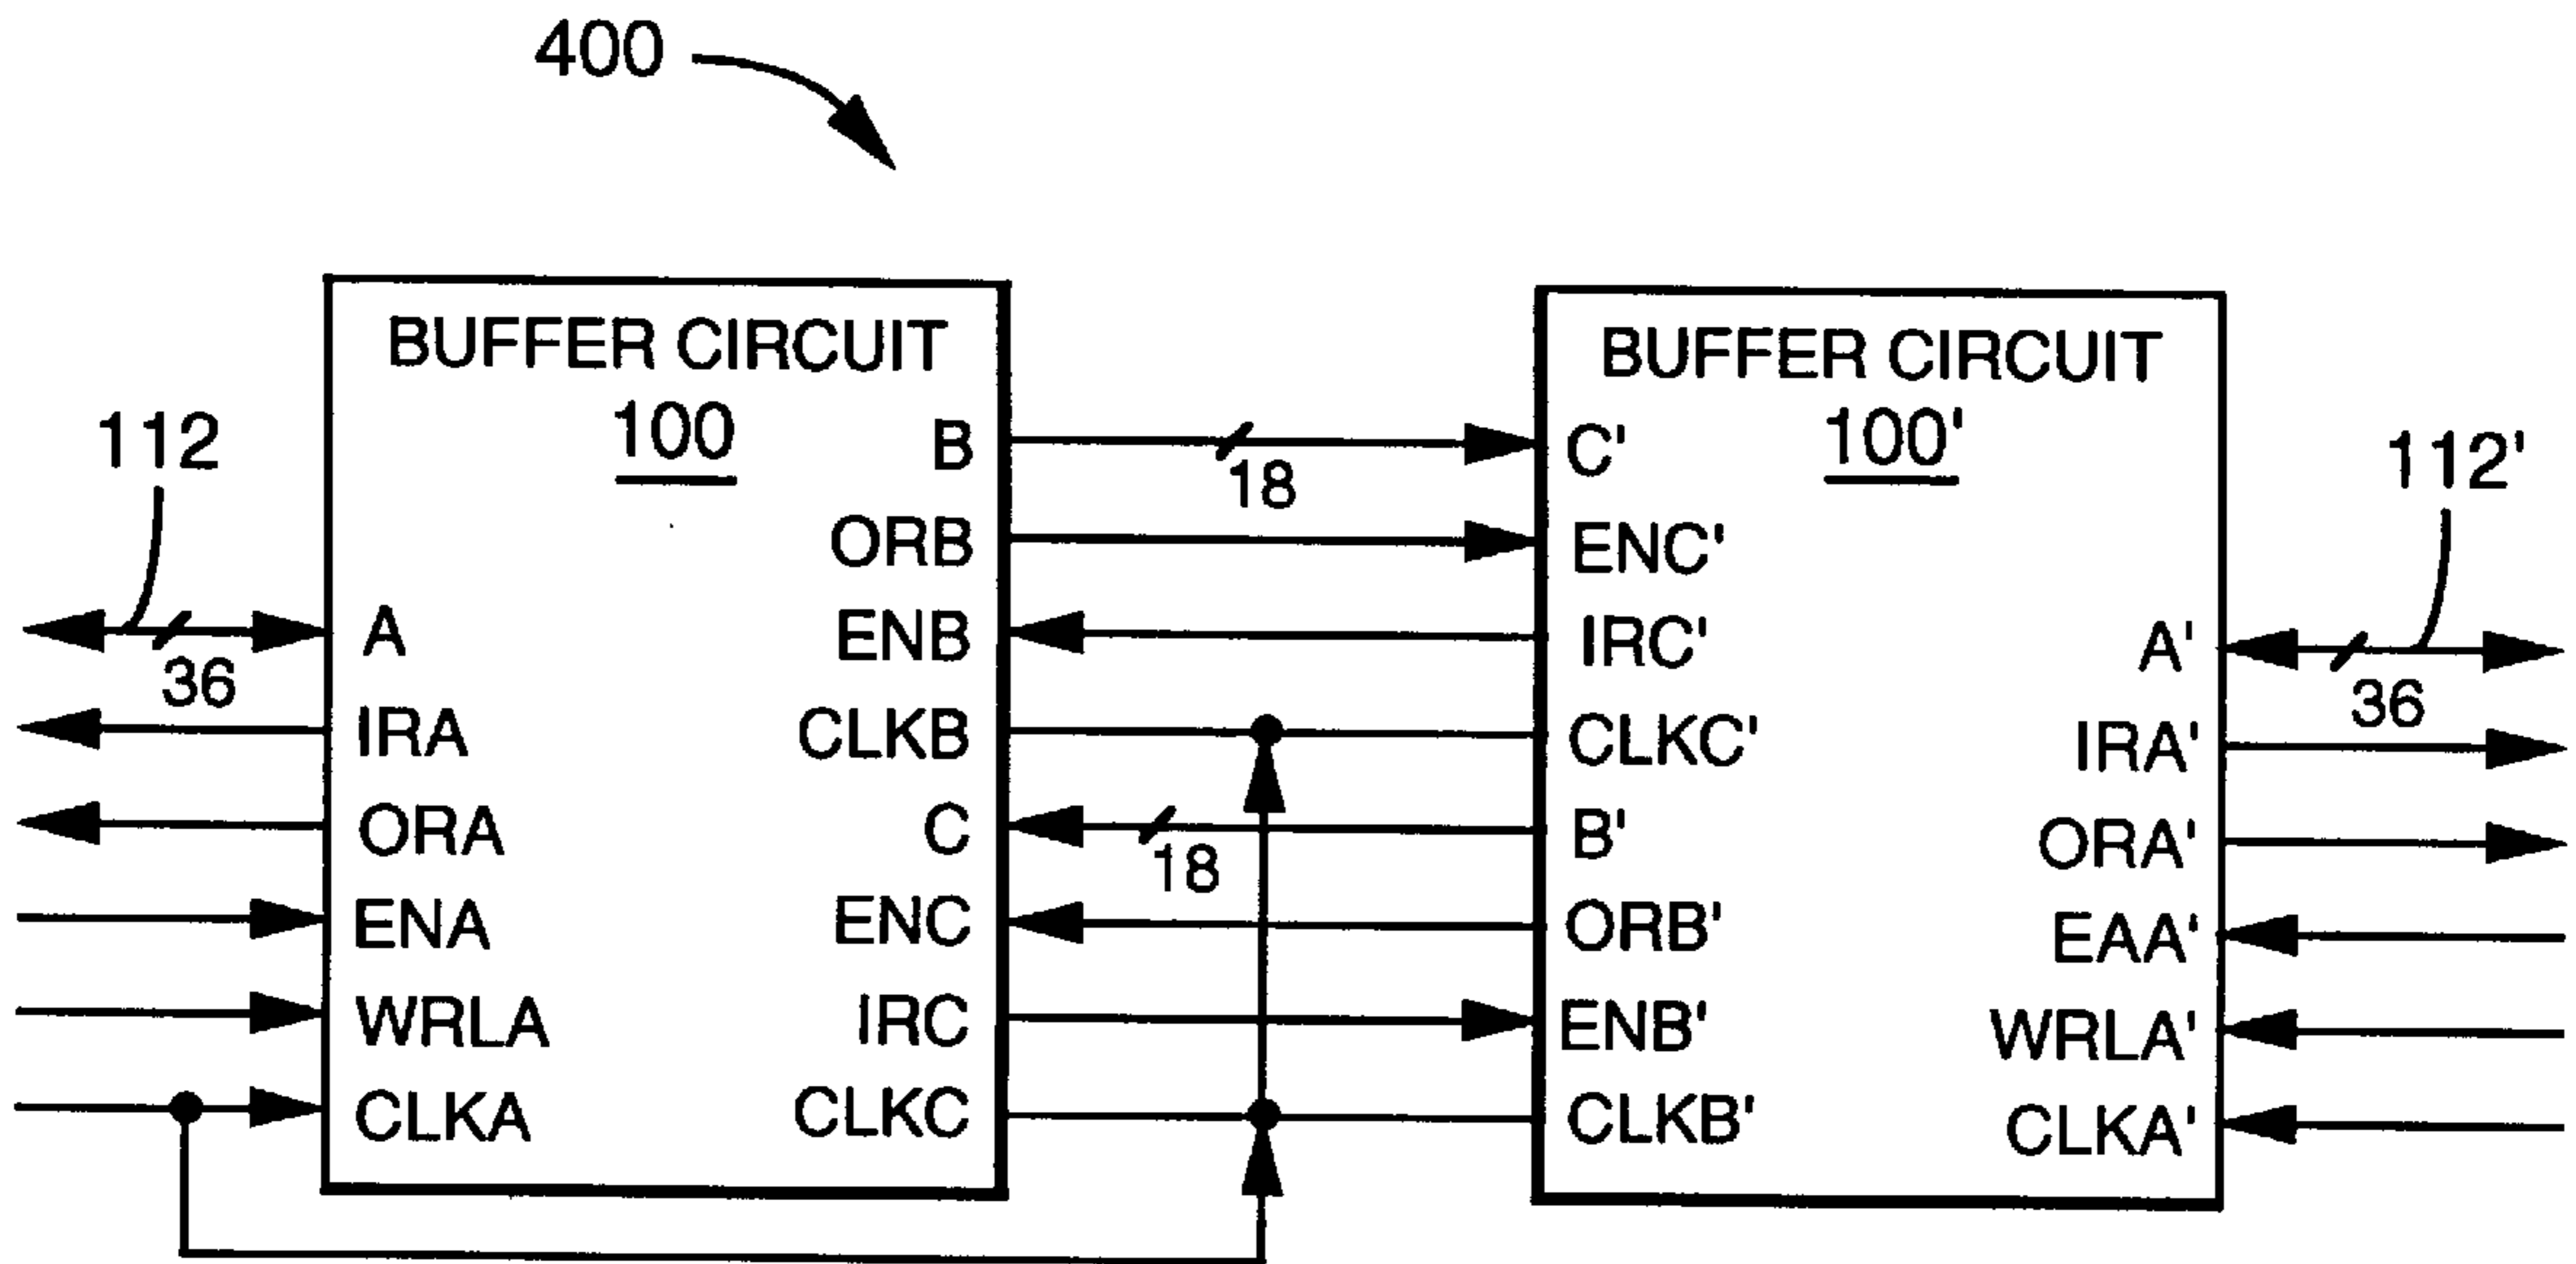 400
BUFFER CIRCUIT
100
112
A
36
IRA
ORA
ENA
WRLA
CLKA
B
ORB
ENB
CLKB
C
ENC
IRC
CLKC
18
18
BUFFER CIRCUIT
100'
C'
ENC'
IRC'
CLKC'
B'
ORB'
ENB'
CLKB'
112'
A'
36
IRA'
ORA'
EAA'
WRLA'
CLKA'